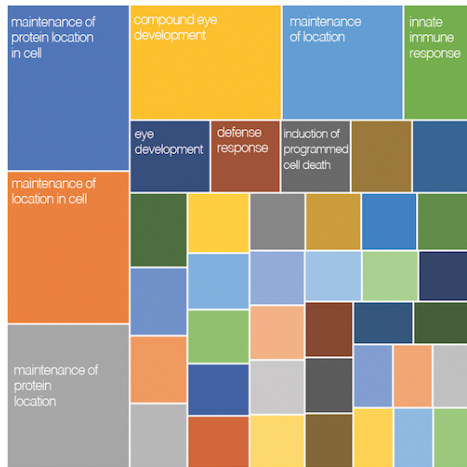 maintenance of
protein location
in cell
compound eye
development
maintenance
of location
innate
immune
response
eye
development
defense
response
induction of
programmed
cell death
maintenance of
location in cell
maintenance of
protein
location